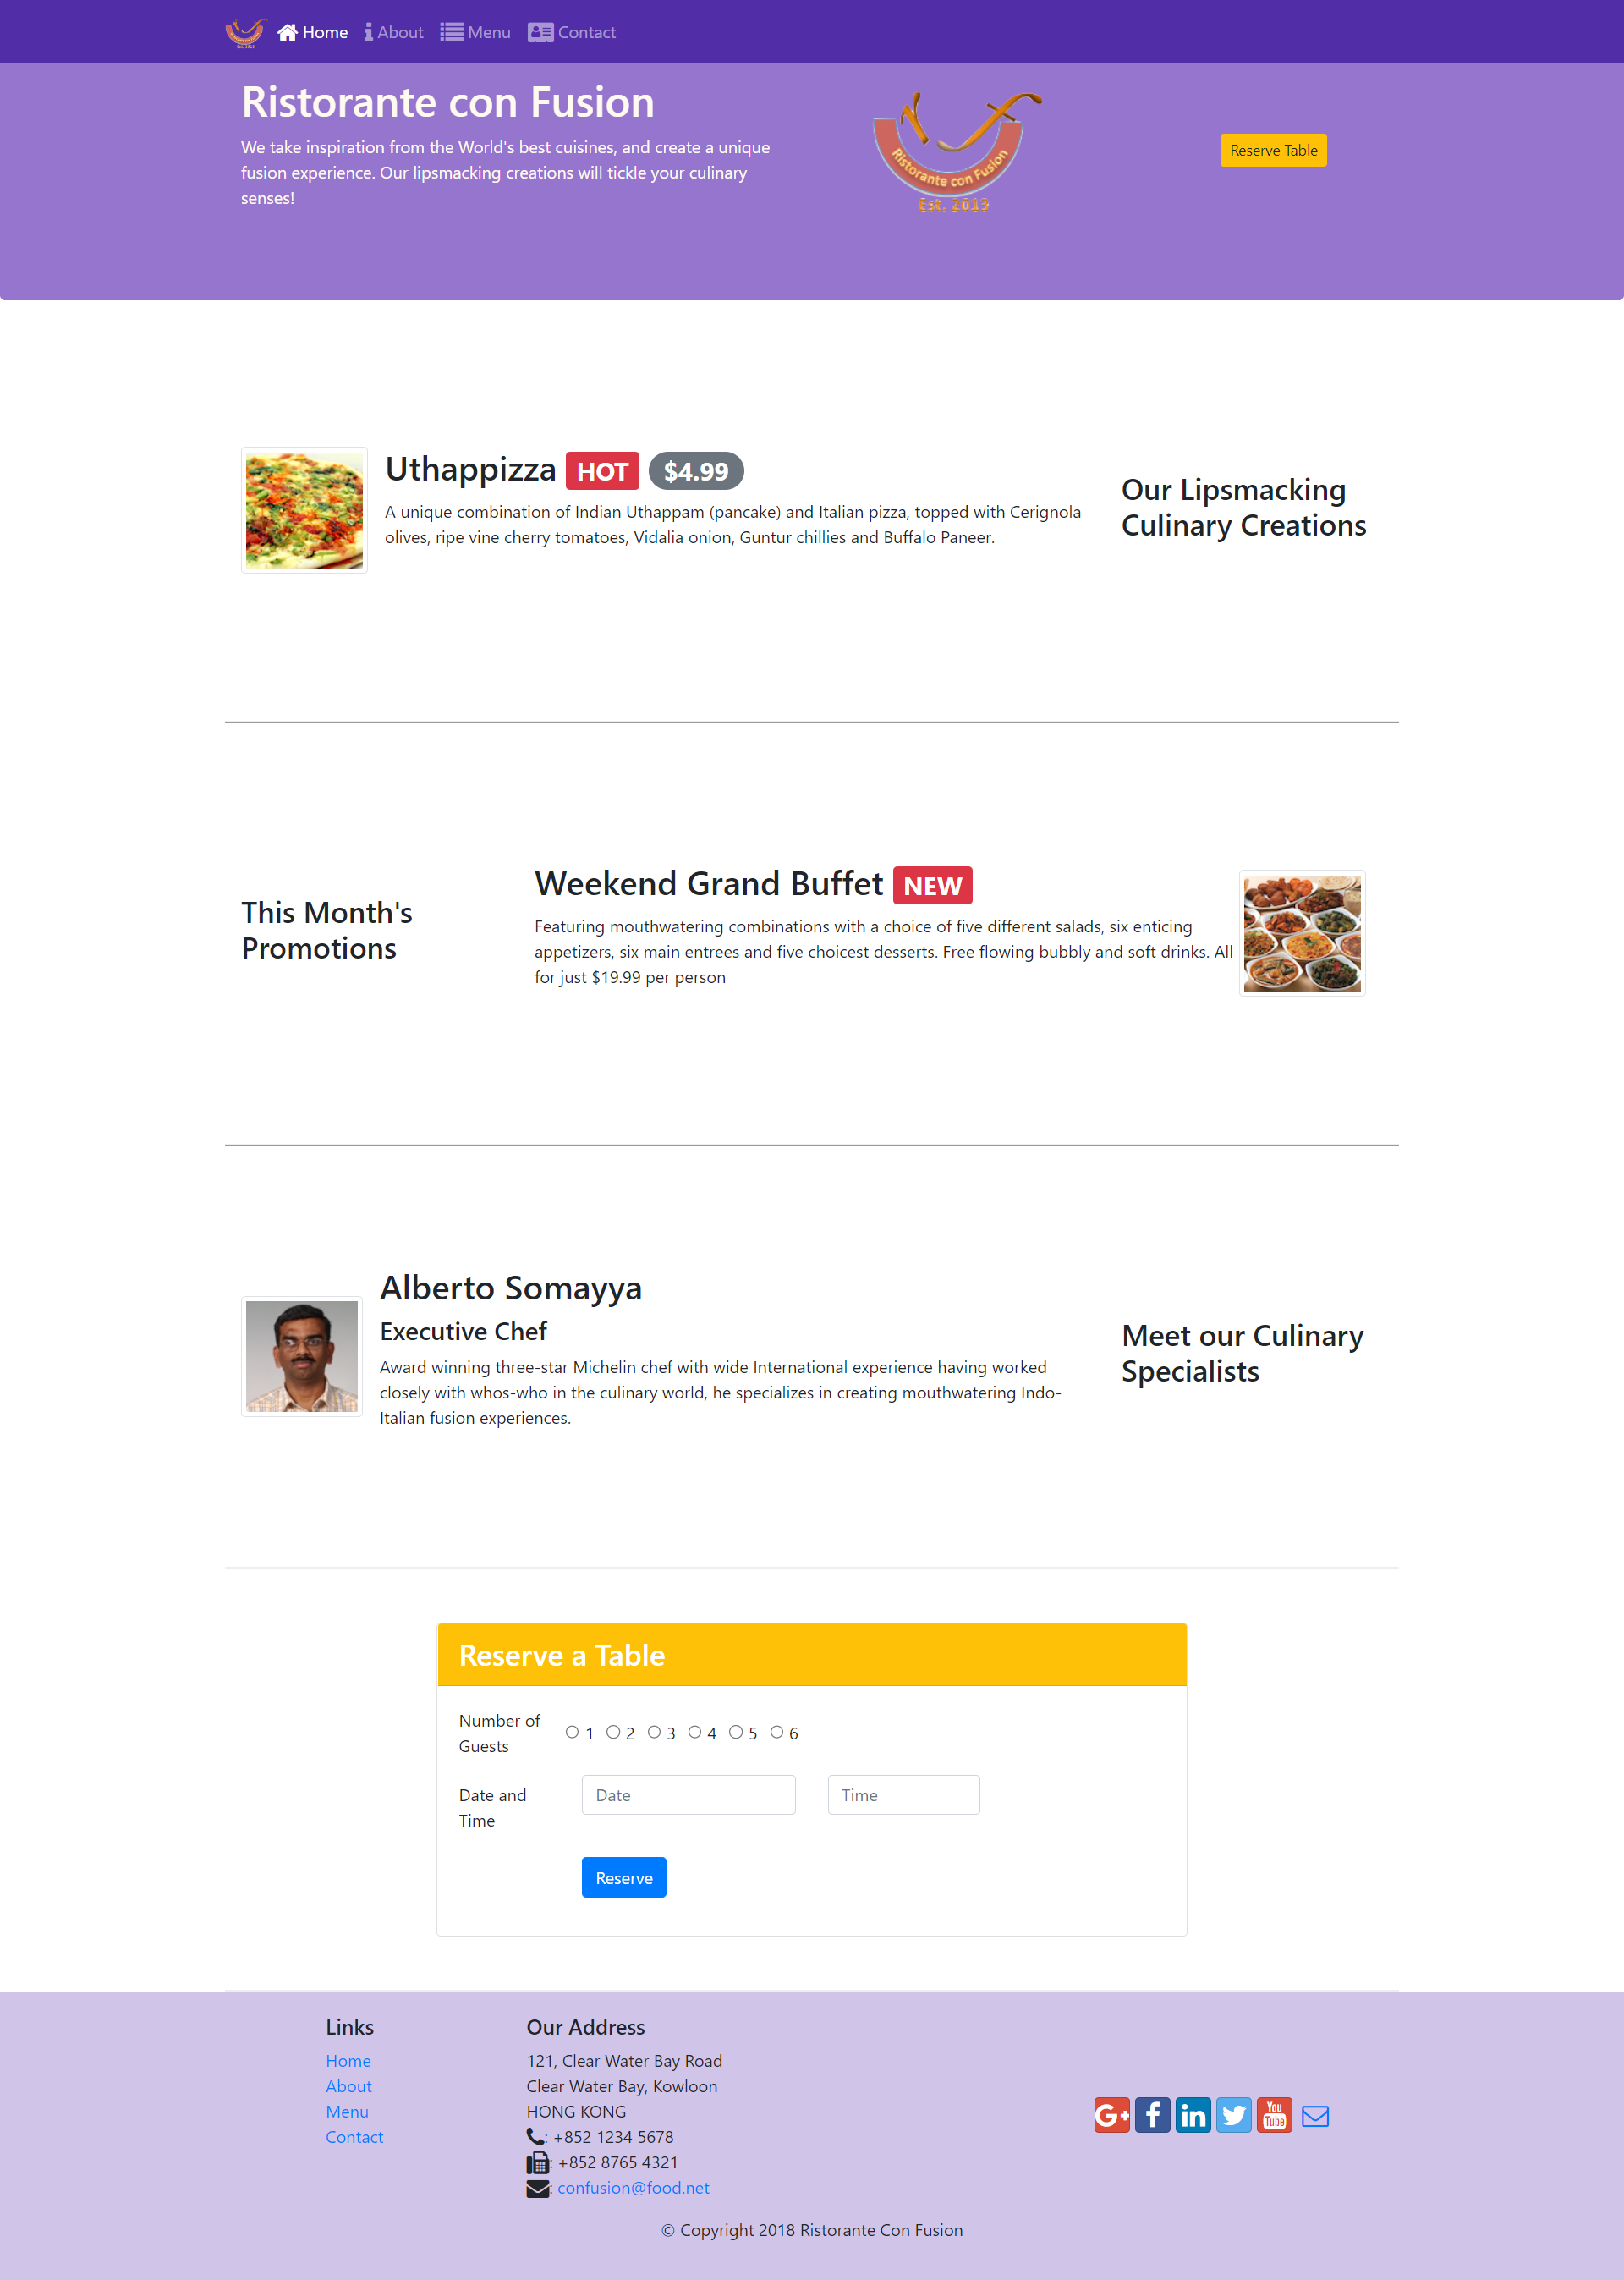 Home About Menu Contact
Ristorante con Fusion
We take inspiration from the World's best cuisines, and create a unique
fusion experience. Our lipsmacking creations will tickle your culinary
senses!
Ristorante con Fusion
Est. 2013
Reserve Table
Uthappizza HOT $4.99
A unique combination of Indian Uthappam (pancake) and Italian pizza, topped with Cerignola
olives, ripe vine cherry tomatoes, Vidalia onion, Guntur chillies and Buffalo Paneer.
Our Lipsmacking
Culinary Creations
This Month's
Promotions
Weekend Grand Buffet NEW
Featuring mouthwatering combinations with a choice of five different salads, six enticing
appetizers, six main entrees and five choicest desserts. Free flowing bubbly and soft drinks. All
for just $19.99 per person
Alberto Somayya
Executive Chef
Award winning three-star Michelin chef with wide International experience having worked
closely with whos-who in the culinary world, he specializes in creating mouthwatering Indo-
Italian fusion experiences.
Meet our Culinary
Specialists
Reserve a Table
Number of
Guests
1 2 3 4 5 6
Date and
Time
Date
Time
Reserve
Links
Home
About
Menu
Contact
Our Address
121, Clear Water Bay Road
Clear Water Bay, Kowloon
HONG KONG
: +852 1234 5678
: +852 8765 4321
: confusion@food.net
G+ f in You Tube
© Copyright 2018 Ristorante Con Fusion